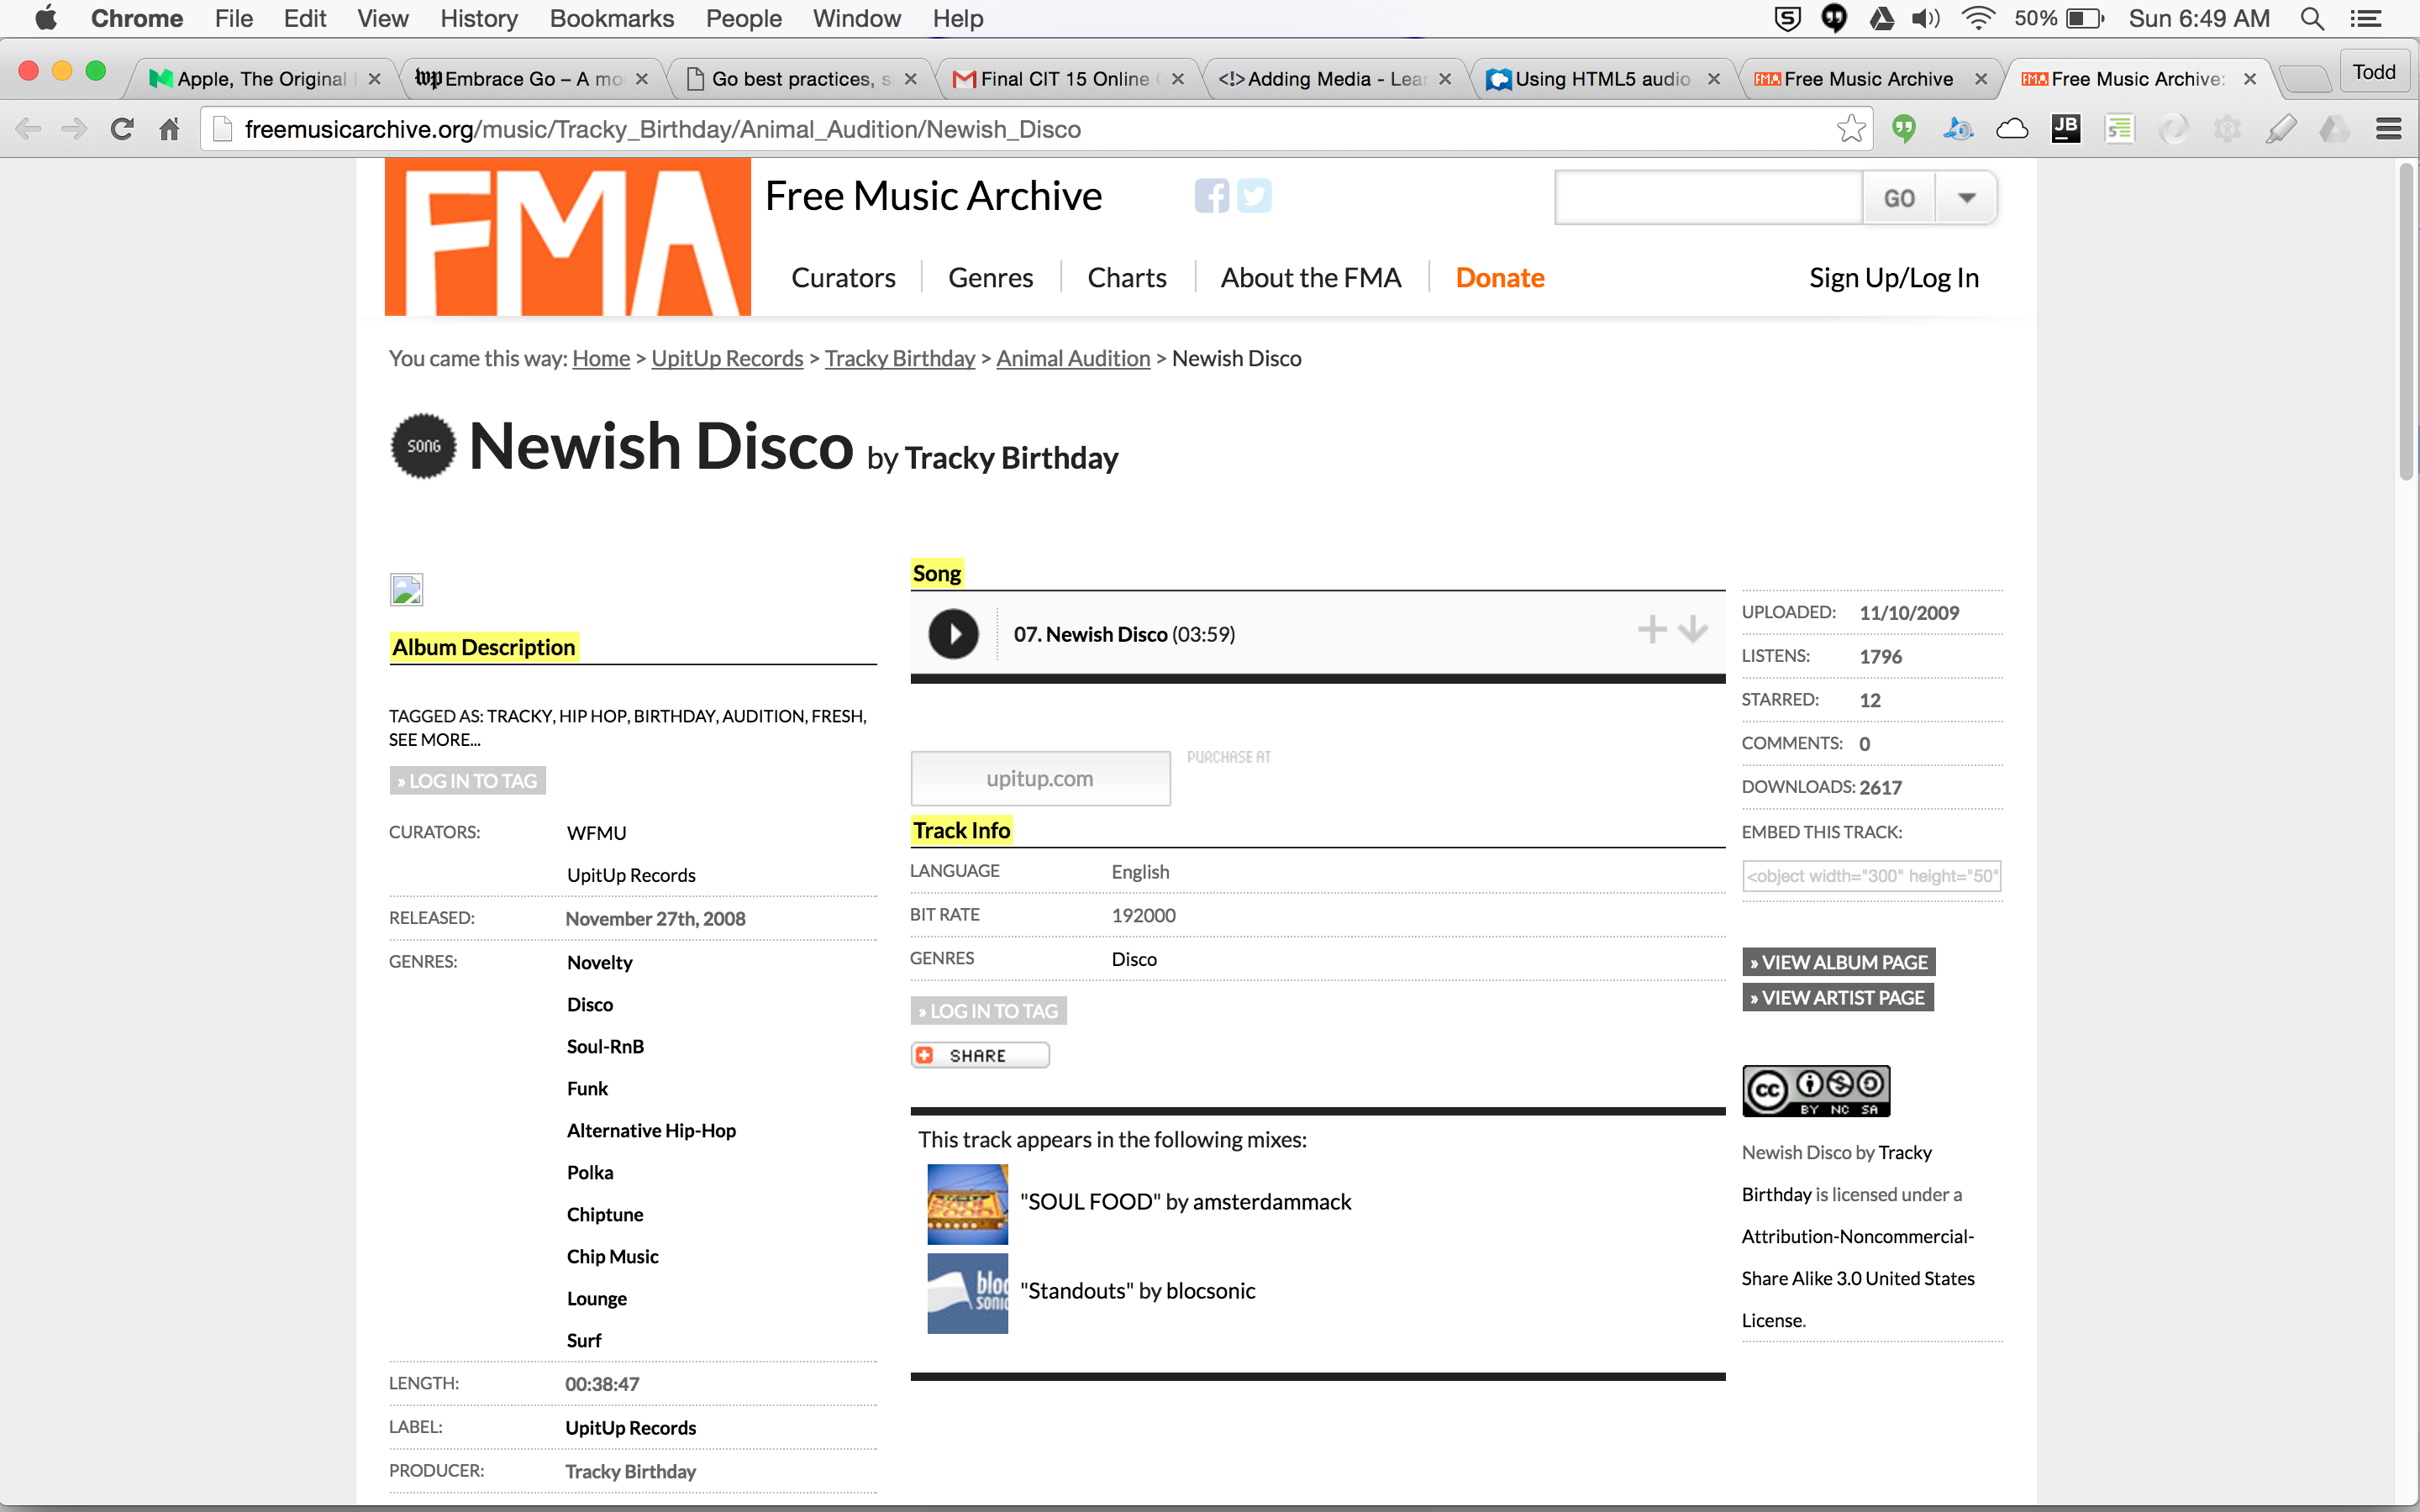 Chrome File Edit View History Bookmarks People Window Help 50% Sun 6:49 AM
Apple, The Original Embrace Go – A mo Go best practices, s Final CIT 15 Online <!> Adding Media - Lea Using HTML5 audio FMA Free Music Archive FMA Free Music Archive: Todd
freemusicarchive.org/music/Tracky_Birthday/Animal_Audition/Newish_Disco JB 5
FMA Free Music Archive GO
Curators Genres Charts About the FMA Donate Sign Up/Log In
You came this way: Home > UpitUp Records > Tracky Birthday > Animal Audition > Newish Disco
SONG Newish Disco by Tracky Birthday
Album Description
TAGGED AS: TRACKY, HIP HOP, BIRTHDAY, AUDITION, FRESH,
SEE MORE...
» LOG IN TO TAG
CURATORS: WFMU
UpitUp Records
RELEASED: November 27th, 2008
GENRES: Novelty
Disco
Soul-RnB
Funk
Alternative Hip-Hop
Polka
Chiptune
Chip Music
Lounge
Surf
LENGTH: 00:38:47
LABEL: UpitUp Records
PRODUCER: Tracky Birthday
Song
07. Newish Disco (03:59)
upitup.com PURCHASE AT
Track Info
LANGUAGE English
BIT RATE 192000
GENRES Disco
» LOG IN TO TAG
SHARE
This track appears in the following mixes:
"SOUL FOOD" by amsterdammack
bloc
sonic
"Standouts" by blocsonic
UPLOADED: 11/10/2009
LISTENS: 1796
STARRED: 12
COMMENTS: 0
DOWNLOADS: 2617
EMBED THIS TRACK:
<object width="300" height="50"
» VIEW ALBUM PAGE
» VIEW ARTIST PAGE
cc BY NC SA
Newish Disco by Tracky
Birthday is licensed under a
Attribution-Noncommercial-
Share Alike 3.0 United States
License.